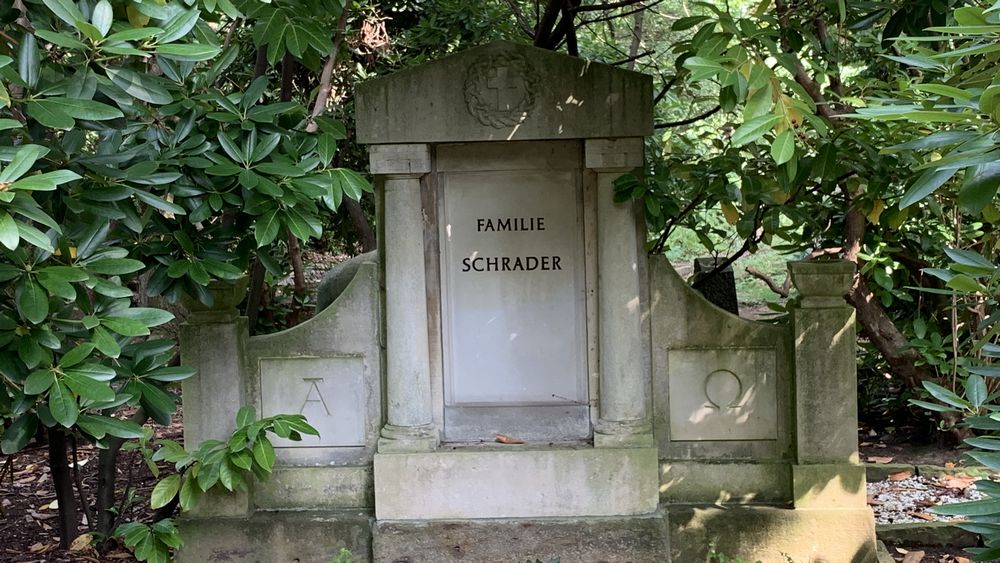 FAMILIE
SCHRADER
Α
Ω